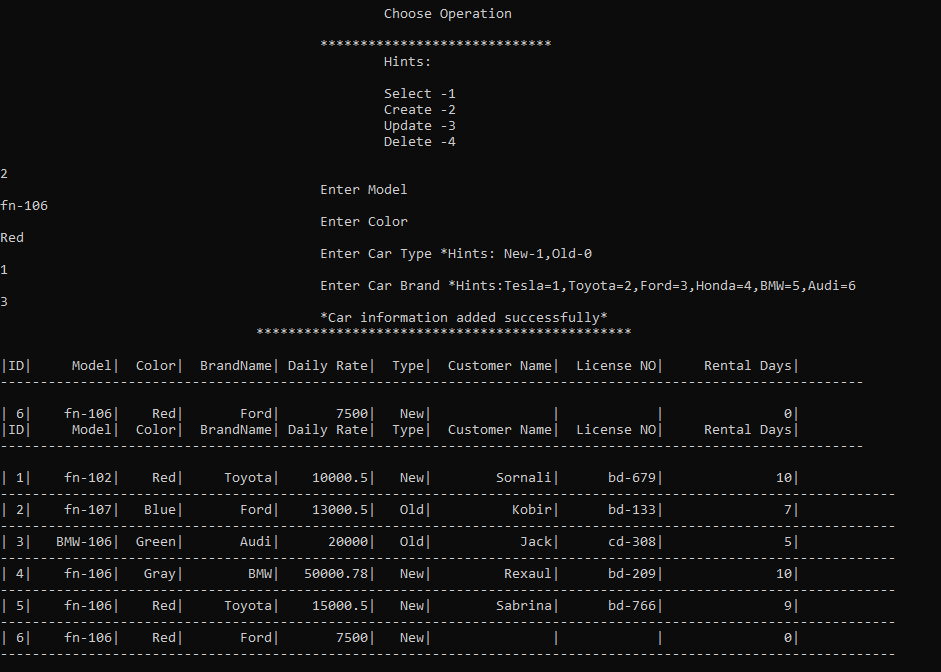 Choose Operation
*****************************
Hints:
Select -1
Create -2
Update -3
Delete -4
2
Enter Model
fn-106
Enter Color
Red
Enter Car Type *Hints: New-1,Old-0
1
Enter Car Brand *Hints:Tesla=1,Toyota=2,Ford=3,Honda=4,BMW=5,Audi=6
3
*Car information added successfully*
***********************************************
|ID|     Model|  Color|  BrandName| Daily Rate|  Type|  Customer Name|  License NO|     Rental Days|
------------------------------------------------------------------------------------------------------------
| 6|    fn-106|    Red|       Ford|       7500|   New|               |            |               0|
|ID|     Model|  Color|  BrandName| Daily Rate|  Type|  Customer Name|  License NO|     Rental Days|
------------------------------------------------------------------------------------------------------------
| 1|    fn-102|    Red|     Toyota|    10000.5|   New|        Sornali|      bd-679|              10|
----------------------------------------------------------------------------------------------------------------
| 2|    fn-107|   Blue|       Ford|    13000.5|   Old|          Kobir|      bd-133|               7|
----------------------------------------------------------------------------------------------------------------
| 3|   BMW-106|  Green|       Audi|      20000|   Old|           Jack|      cd-308|               5|
----------------------------------------------------------------------------------------------------------------
| 4|    fn-106|   Gray|        BMW|   50000.78|   New|         Rexaul|      bd-209|              10|
----------------------------------------------------------------------------------------------------------------
| 5|    fn-106|    Red|     Toyota|    15000.5|   New|        Sabrina|      bd-766|               9|
----------------------------------------------------------------------------------------------------------------
| 6|    fn-106|    Red|       Ford|       7500|   New|               |            |               0|
----------------------------------------------------------------------------------------------------------------